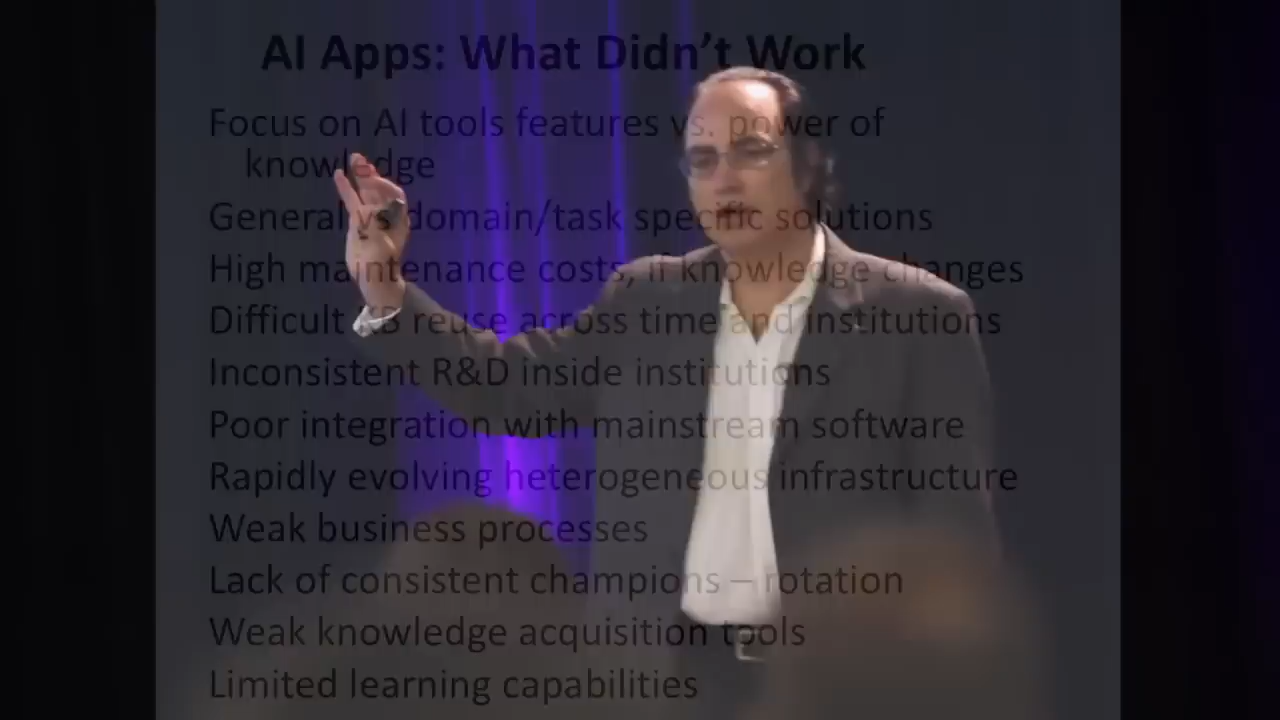 AI Apps: What Didn't Work
Focus on AI tools features vs. power of
knowledge
General vs domain/task specific solutions
High maintenance costs, if knowledge changes
Difficult KB reuse across time and institutions
Inconsistent R&D inside institutions
Poor integration with mainstream software
Rapidly evolving heterogeneous infrastructure
Weak business processes
Lack of consistent champions – rotation
Weak knowledge acquisition tools
Limited learning capabilities